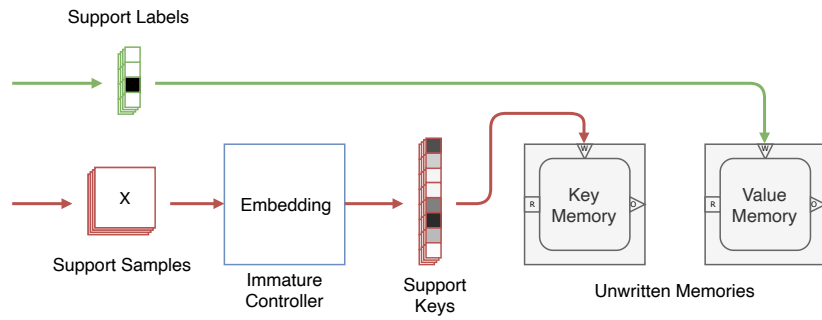 Support Labels
W
W
X
Embedding
R
Key
Memory
O
R
Value
Memory
O
Support Samples
Immature
Controller
Support
Keys
Unwritten Memories